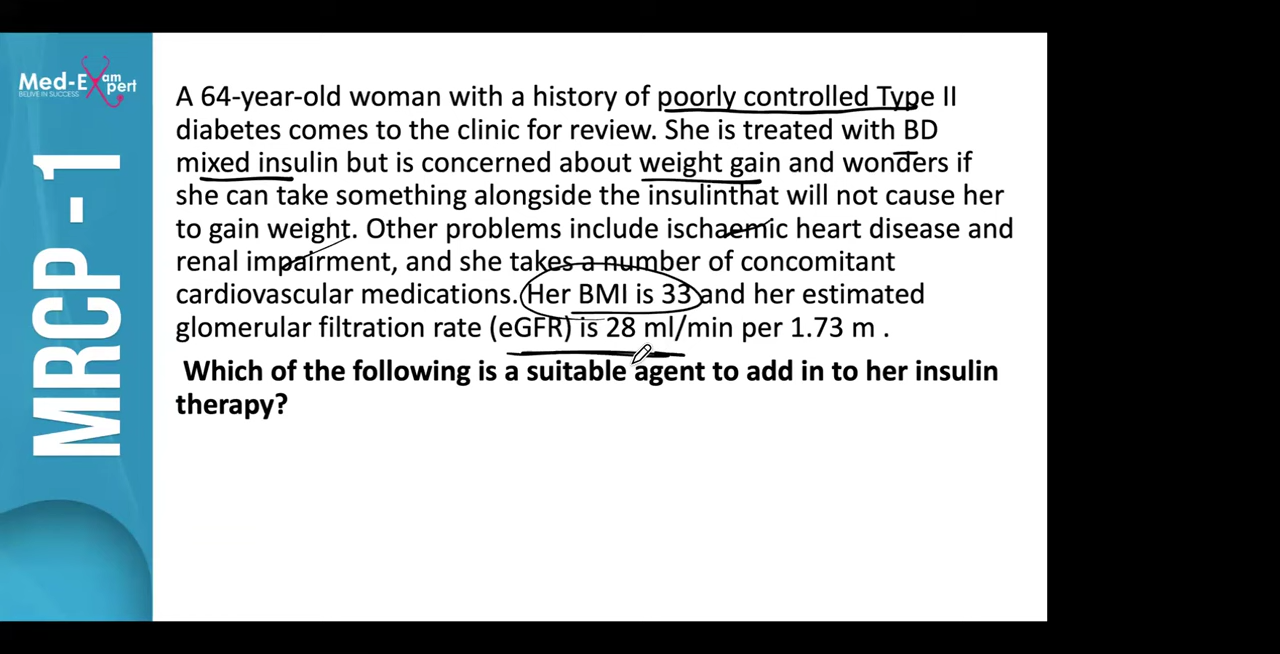 Med-Exam
pert
BELIVE IN SUCCESS
MRCP -1
A 64-year-old woman with a history of poorly controlled Type II
diabetes comes to the clinic for review. She is treated with BD
mixed insulin but is concerned about weight gain and wonders if
she can take something alongside the insulinthat will not cause her
to gain weight. Other problems include ischaemic heart disease and
renal impairment, and she takes a number of concomitant
cardiovascular medications. Her BMI is 33 and her estimated
glomerular filtration rate (eGFR) is 28 ml/min per 1.73 m .
Which of the following is a suitable agent to add in to her insulin
therapy?